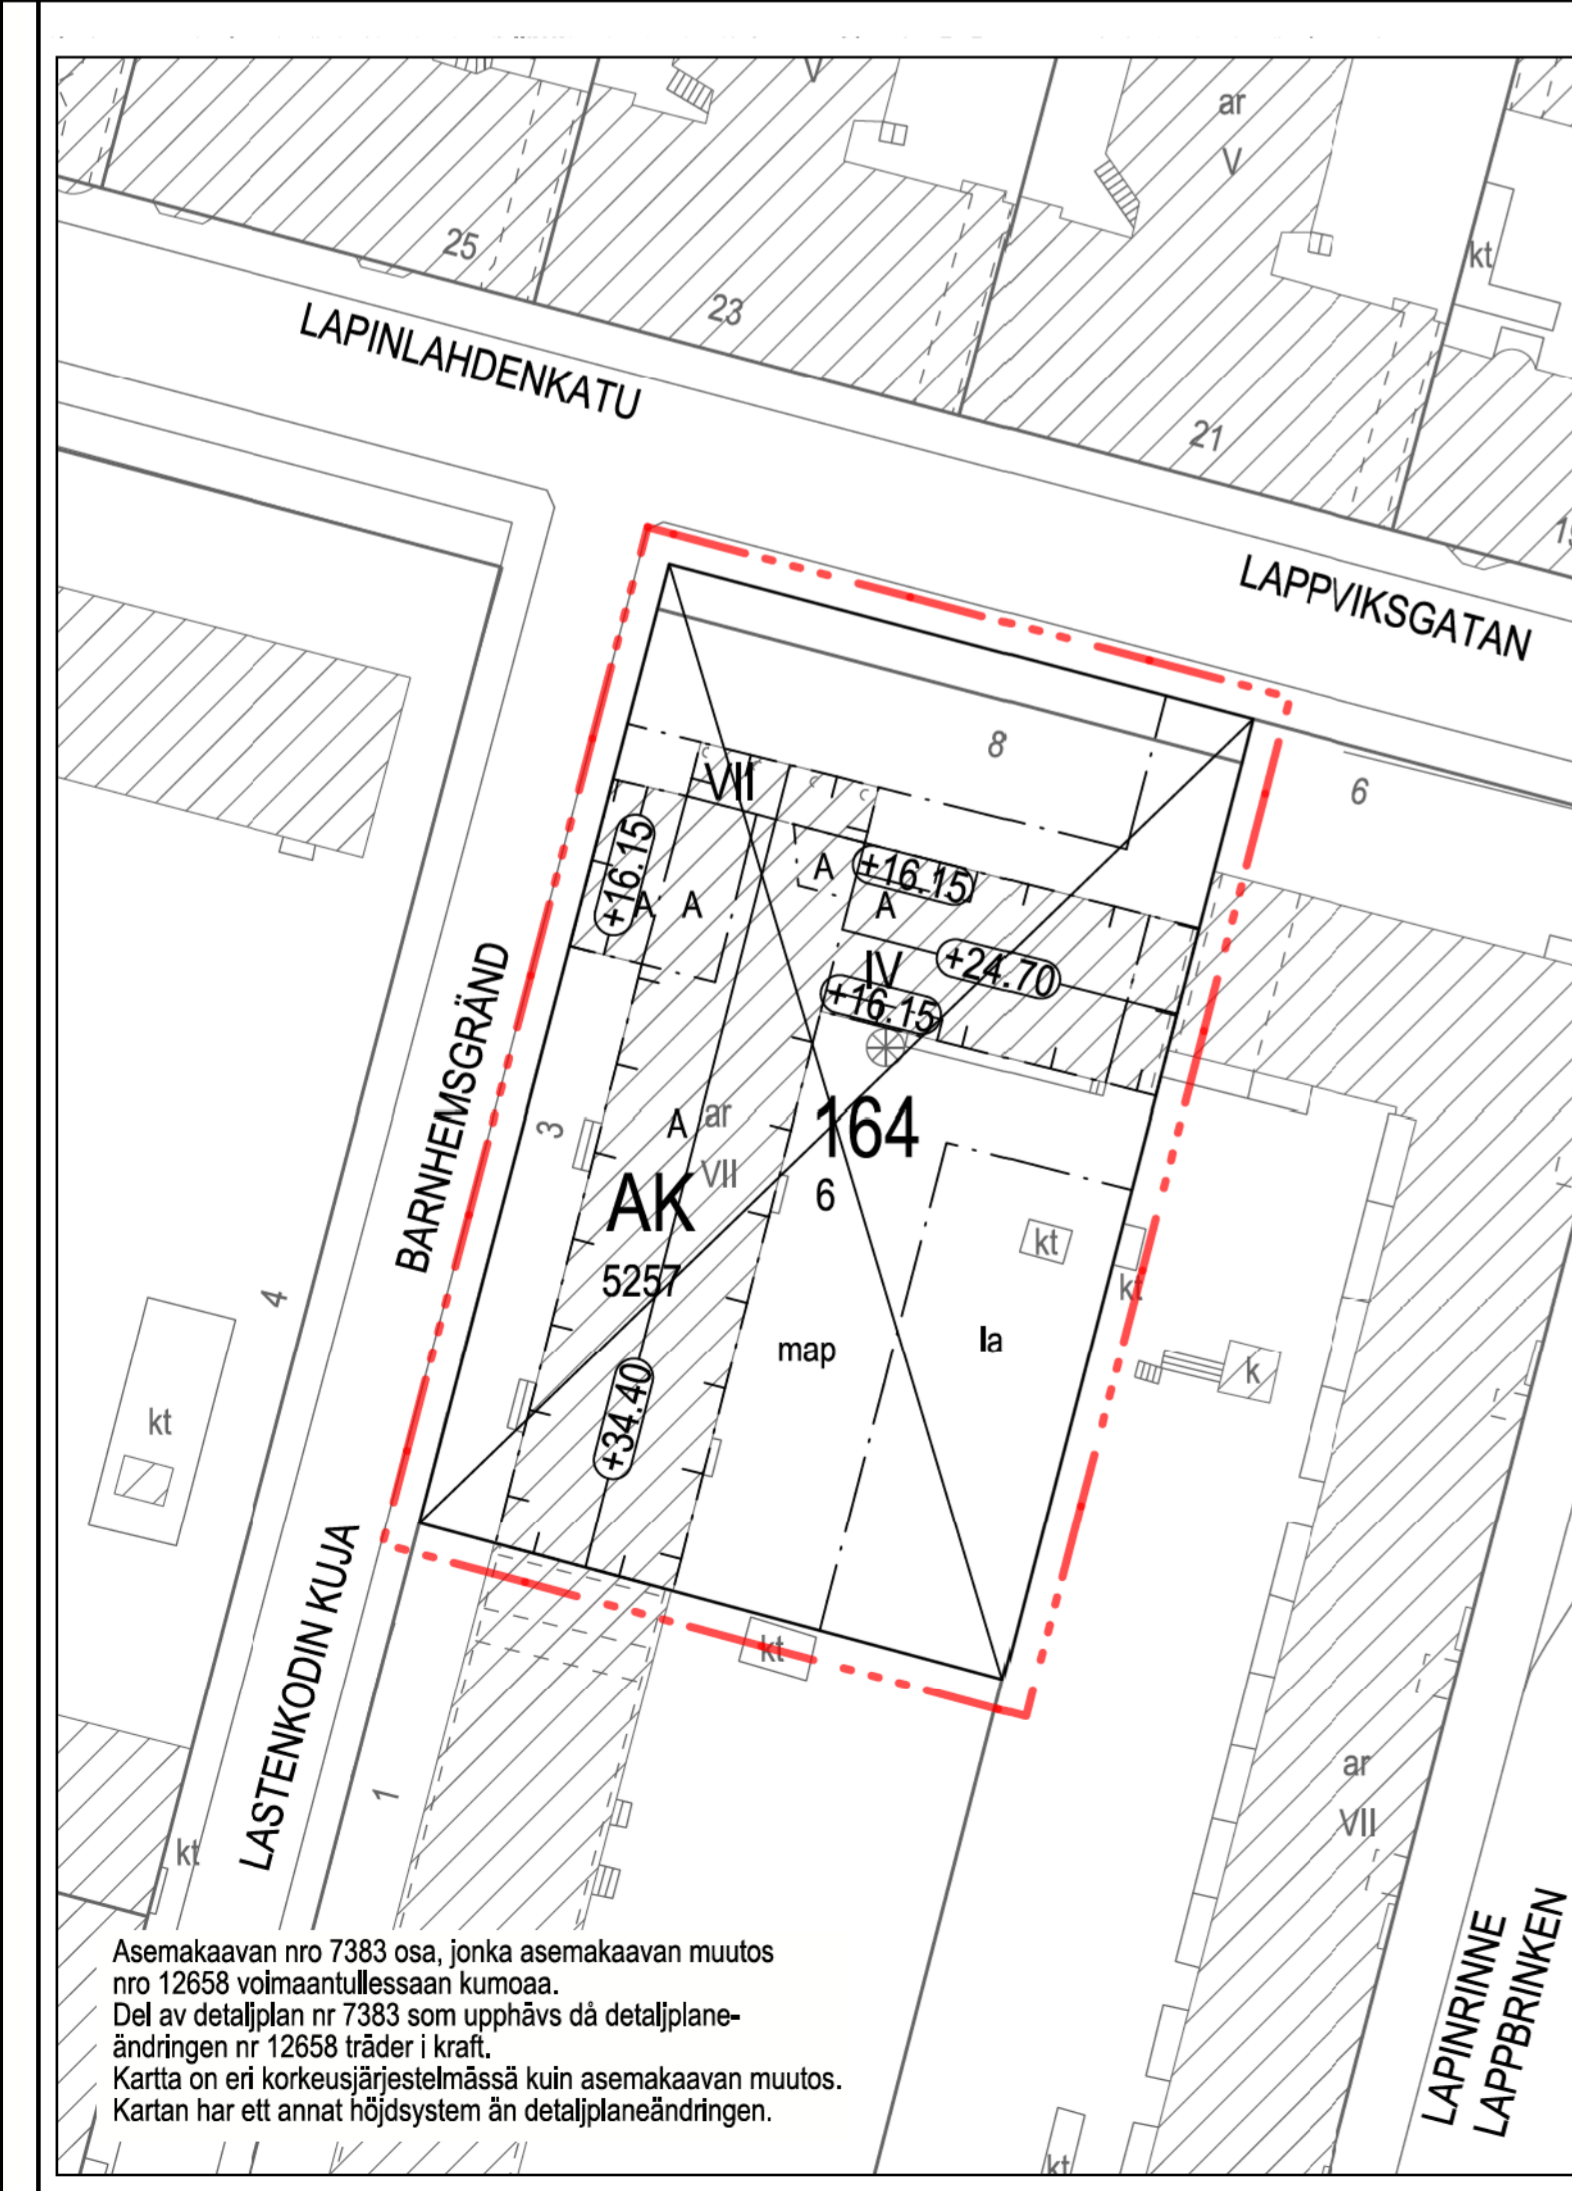 V
ar
V
25
kt
23
LAPINLAHDENKATU
21
LAPPVIKSGATAN
8
6
VII
+16.15
A
+16.15
A
A
A
IV
+24.70
+16.15
BARNHEMSGRÄND
3
A
ar
164
VII
AK
6
5257
kt
kt
4
map
la
k
+34.40
kt
LASTENKODIN KUJA
kt
1
ar
VII
kt
LAPINRINNE
LAPPBRINKEN
Asemakaavan nro 7383 osa, jonka asemakaavan muutos
nro 12658 voimaantullessaan kumoaa.
Del av detaljplan nr 7383 som upphävs då detaljplane-
ändringen nr 12658 träder i kraft.
Kartta on eri korkeusjärjestelmässä kuin asemakaavan muutos.
Kartan har ett annat höjdsystem än detaljplaneändringen.
kt